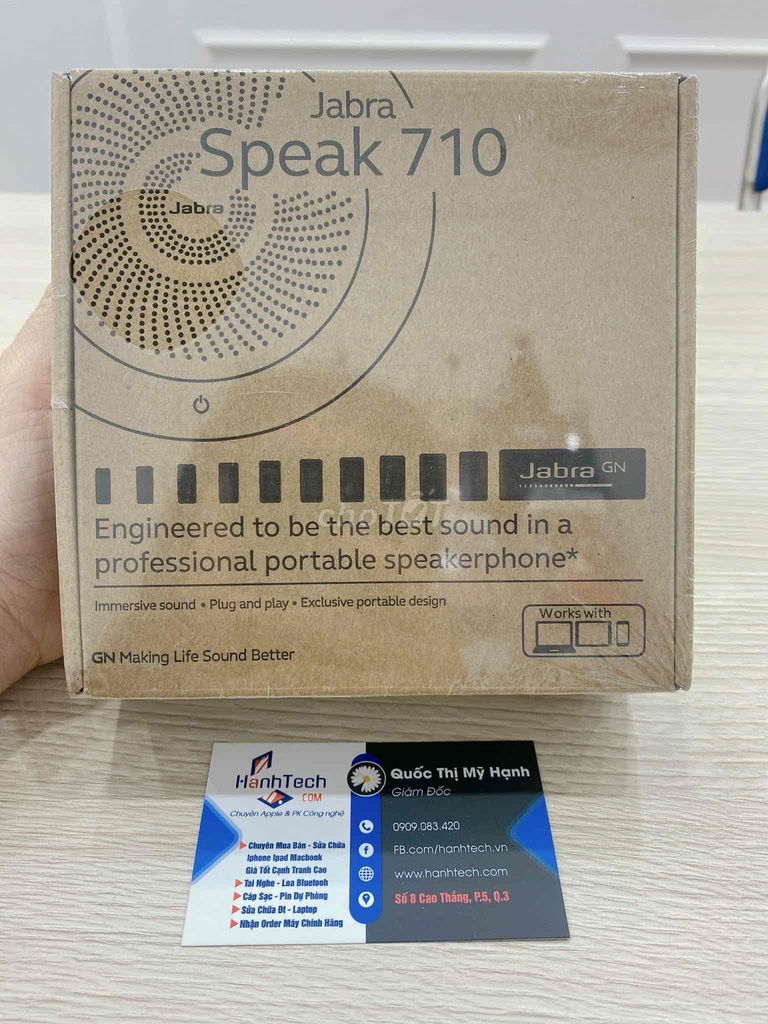 Jabra
Speak 710
Jabra
Jabra GN
choTỐT
Engineered to be the best sound in a
professional portable speakerphone*
Immersive sound • Plug and play • Exclusive portable design
Works with
GN Making Life Sound Better
HanhTech
.COM
Chuyên Apple & PK Công nghệ
Chuyên Mua Bán - Sửa Chữa
Iphone Ipad Macbook
Giá Tốt Cạnh Tranh Cao
Tai Nghe - Loa Bluetooh
Cáp Sạc - Pin Dự Phòng
Sửa Chữa Đt - Laptop
Nhận Order Máy Chính Hãng
Quốc Thị Mỹ Hạnh
Giám Đốc
0909.083.420
FB.com/hanhtech.vn
www.hanhtech.com
Số 8 Cao Thắng, P.5, Q.3